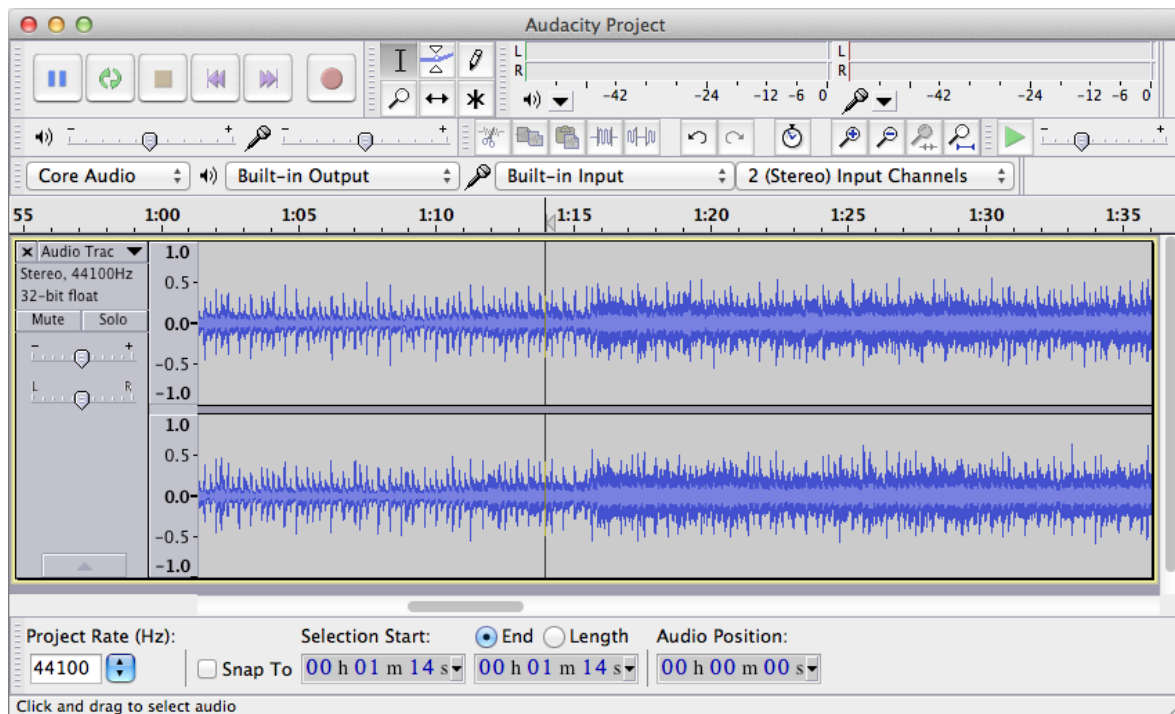 Audacity Project
L
R
-42 -24 -12 -6 0
L
R
-42 -24 -12 -6 0
- +
- +
- +
Core Audio
Built-in Output
Built-in Input
2 (Stereo) Input Channels
55 1:00 1:05 1:10 1:15 1:20 1:25 1:30 1:35
x Audio Trac
Stereo, 44100Hz
32-bit float
Mute Solo
- +
L R
1.0
0.5-
0.0-
-0.5-
-1.0
1.0
0.5-
0.0-
-0.5-
-1.0
Project Rate (Hz): Selection Start: End Length Audio Position:
44100 Snap To 00 h 01 m 14 s 00 h 01 m 14 s 00 h 00 m 00 s
Click and drag to select audio